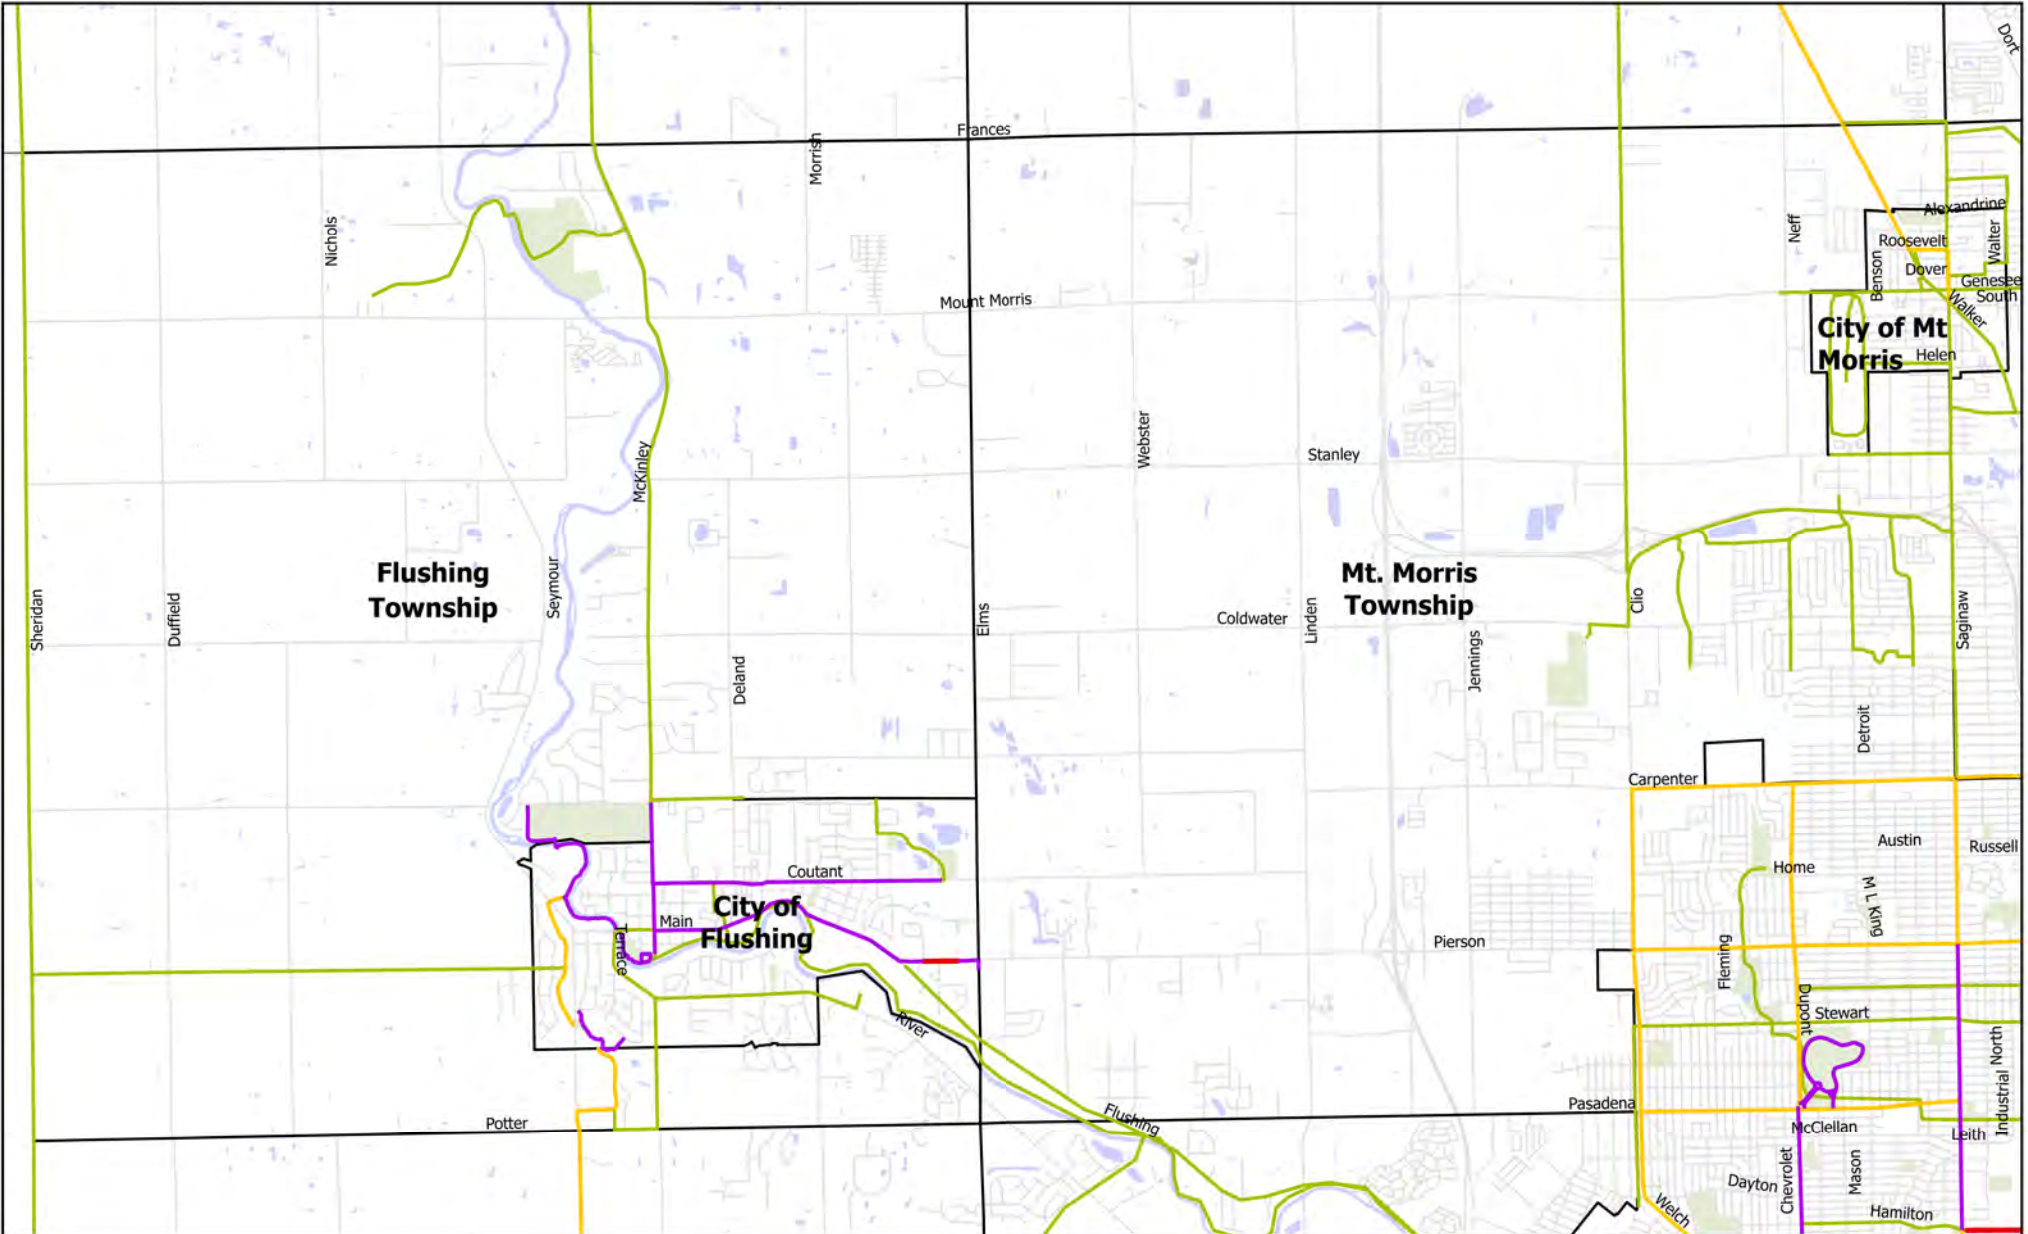 Dort
Frances
Morrish
Nichols
Neff
Alexandrine
Roosevelt
Walter
Benson
Dover
Genesee
South
Walker
Mount Morris
City of Mt
Morris
Helen
McKinley
Webster
Stanley
Flushing
Township
Mt. Morris
Township
Sheridan
Duffield
Seymour
Elms
Coldwater
Linden
Clio
Saginaw
Deland
Jennings
Detroit
Carpenter
Austin
Russell
Coutant
Home
M L King
City of
Flushing
Main
Terrace
Pierson
Fleming
Dupont
Stewart
River
Industrial North
Flushing
Pasadena
Potter
McClellan
Leith
Chevrolet
Mason
Dayton
Welch
Hamilton